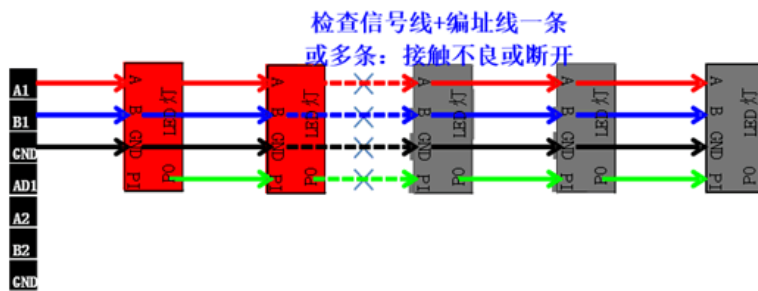 检查信号线+编址线一条
或多条：接触不良或断开
A1
B1
GND
AD1
A2
B2
GND
A
B
GND
PI
LED灯
PO
A
B
GND
PI
LED灯
PO
A
B
GND
PI
LED灯
PO
A
B
GND
PI
LED灯
PO
A
B
GND
PI
LED灯
PO